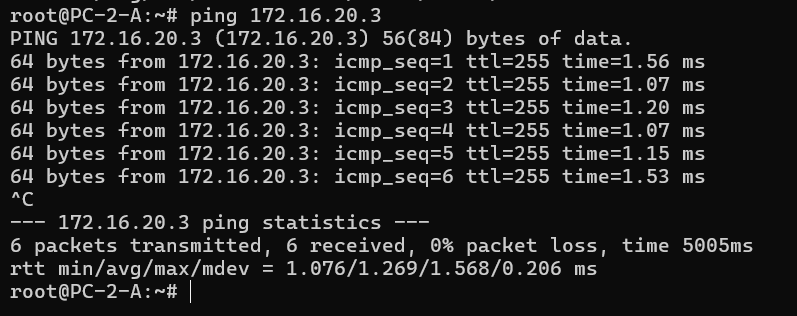 root@PC-2-A:~# ping 172.16.20.3
PING 172.16.20.3 (172.16.20.3) 56(84) bytes of data.
64 bytes from 172.16.20.3: icmp_seq=1 ttl=255 time=1.56 ms
64 bytes from 172.16.20.3: icmp_seq=2 ttl=255 time=1.07 ms
64 bytes from 172.16.20.3: icmp_seq=3 ttl=255 time=1.20 ms
64 bytes from 172.16.20.3: icmp_seq=4 ttl=255 time=1.07 ms
64 bytes from 172.16.20.3: icmp_seq=5 ttl=255 time=1.15 ms
64 bytes from 172.16.20.3: icmp_seq=6 ttl=255 time=1.53 ms
^C
--- 172.16.20.3 ping statistics ---
6 packets transmitted, 6 received, 0% packet loss, time 5005ms
rtt min/avg/max/mdev = 1.076/1.269/1.568/0.206 ms
root@PC-2-A:~#